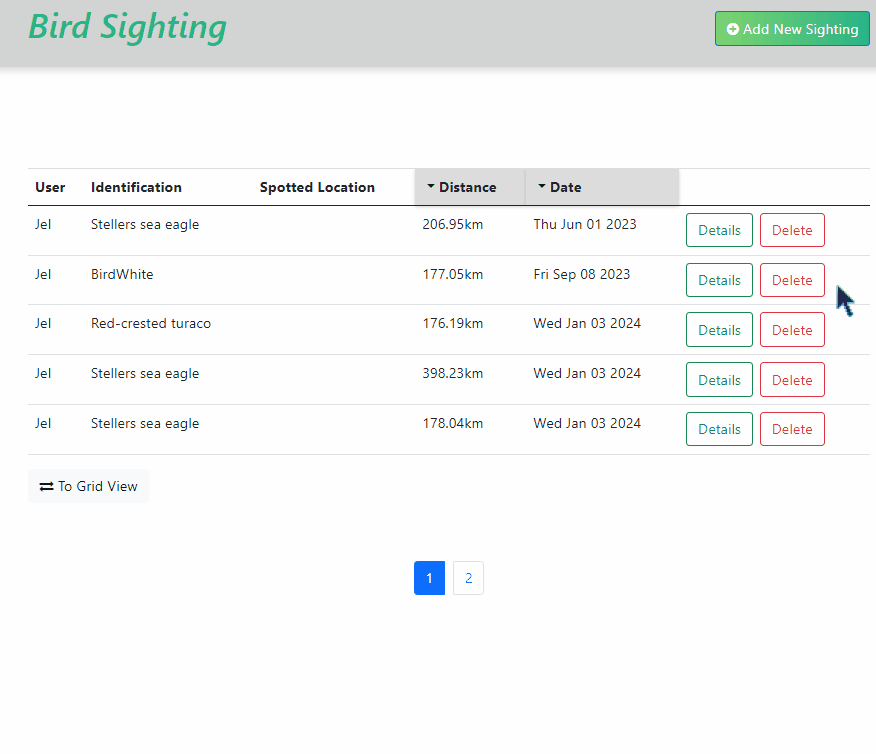 Bird Sighting
Add New Sighting
User Identification Spotted Location Distance Date
Jel Stellers sea eagle 206.95km Thu Jun 01 2023 Details Delete
Jel BirdWhite 177.05km Fri Sep 08 2023 Details Delete
Jel Red-crested turaco 176.19km Wed Jan 03 2024 Details Delete
Jel Stellers sea eagle 398.23km Wed Jan 03 2024 Details Delete
Jel Stellers sea eagle 178.04km Wed Jan 03 2024 Details Delete
To Grid View
1 2